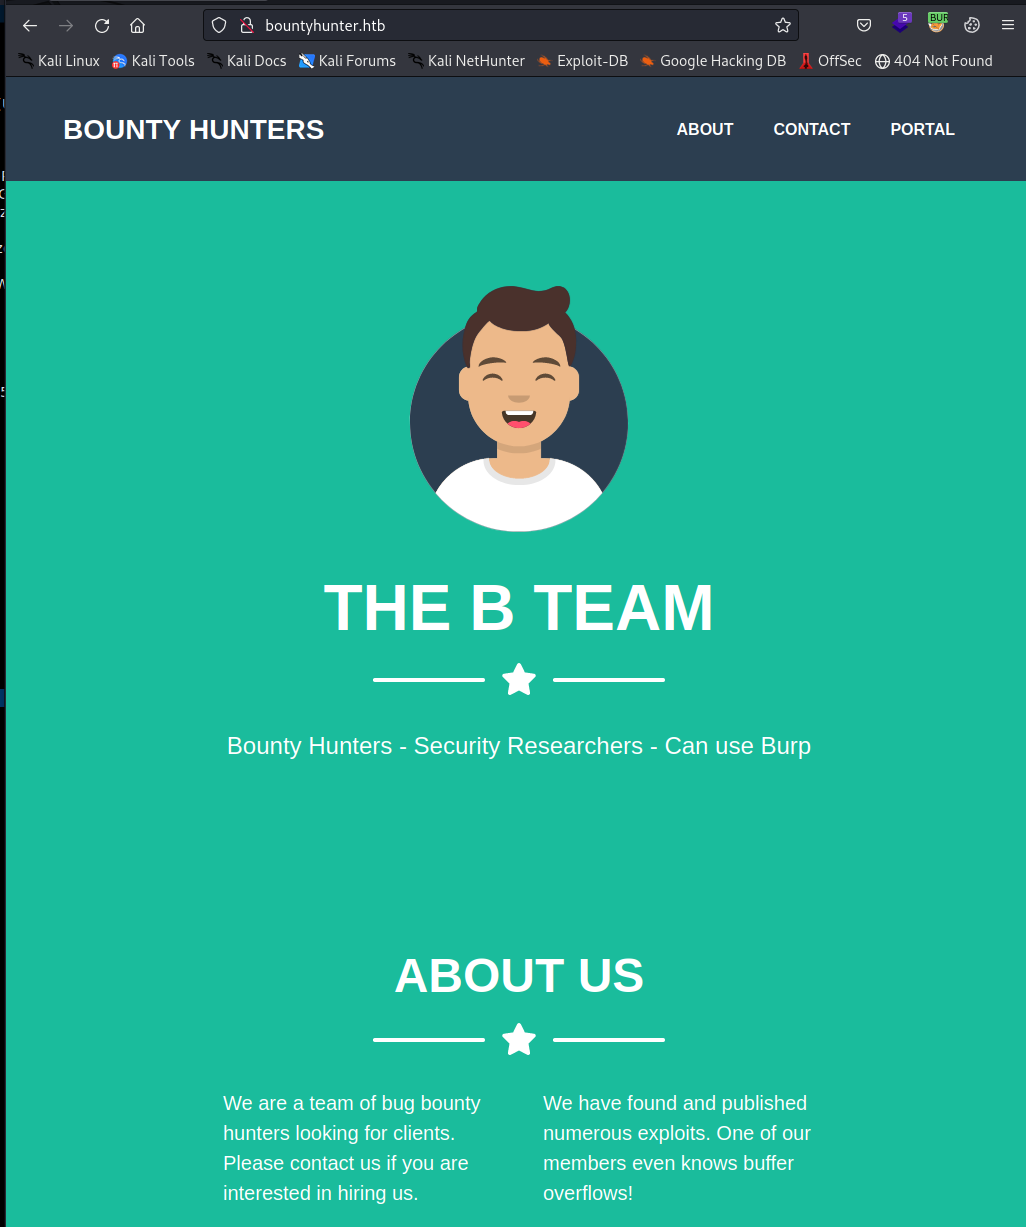 bountyhunter.htb
5
BUR
Kali Linux Kali Tools Kali Docs Kali Forums Kali NetHunter Exploit-DB Google Hacking DB OffSec 404 Not Found
BOUNTY HUNTERS
ABOUT CONTACT PORTAL
THE B TEAM
Bounty Hunters - Security Researchers - Can use Burp
ABOUT US
We are a team of bug bounty
hunters looking for clients.
Please contact us if you are
interested in hiring us.
We have found and published
numerous exploits. One of our
members even knows buffer
overflows!